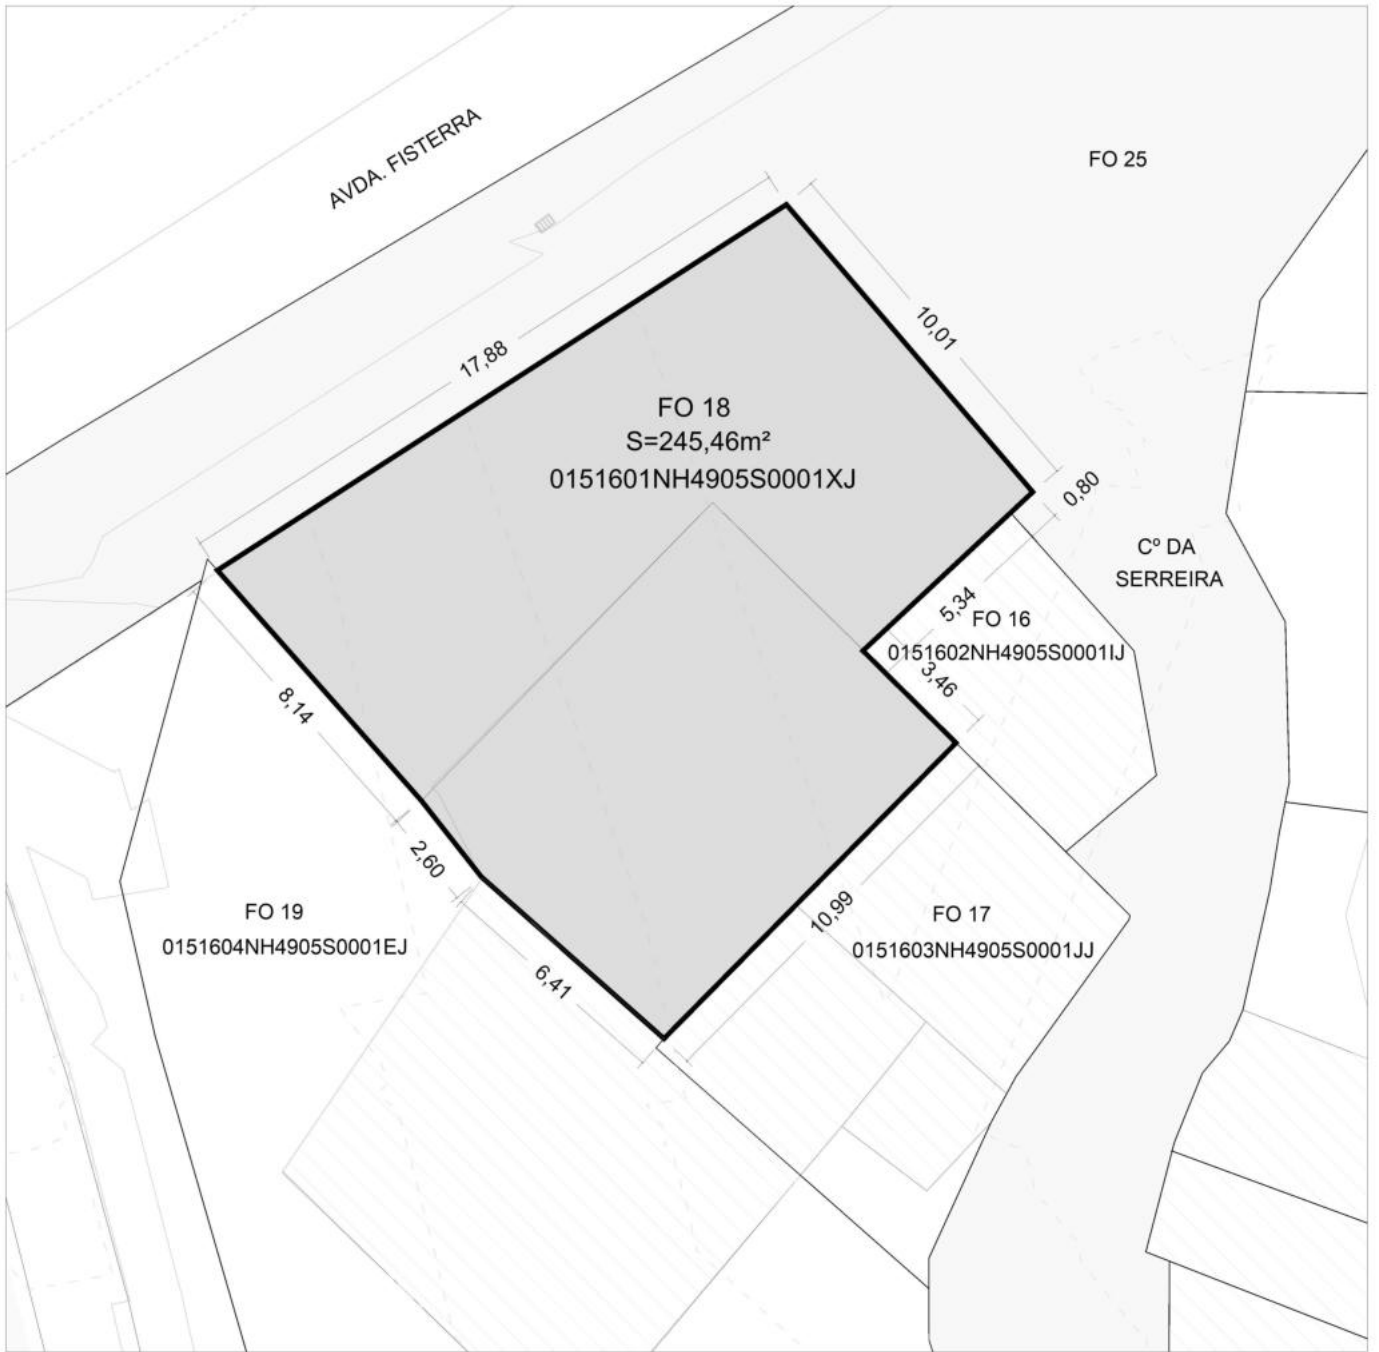 AVDA. FISTERRA
FO 25
17,88
10,01
FO 18
S=245,46m²
0151601NH4905S0001XJ
0,80
Cº DA
SERREIRA
5,34
FO 16
0151602NH4905S0001IJ
3,46
8,14
2,60
FO 19
0151604NH4905S0001EJ
10,99
FO 17
0151603NH4905S0001JJ
6,41